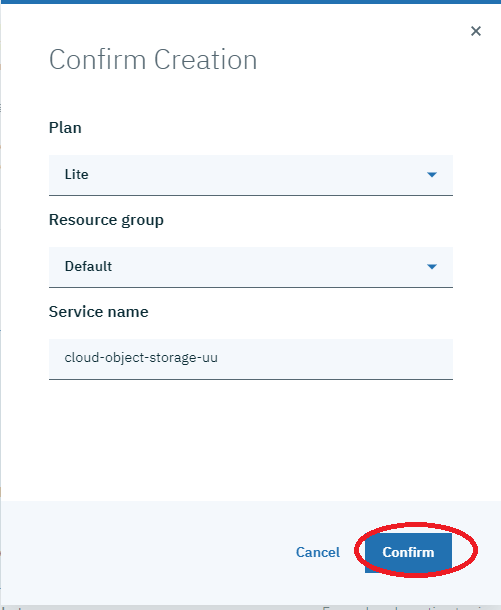 Confirm Creation
Plan
Lite
Resource group
Default
Service name
cloud-object-storage-uu
Cancel
Confirm